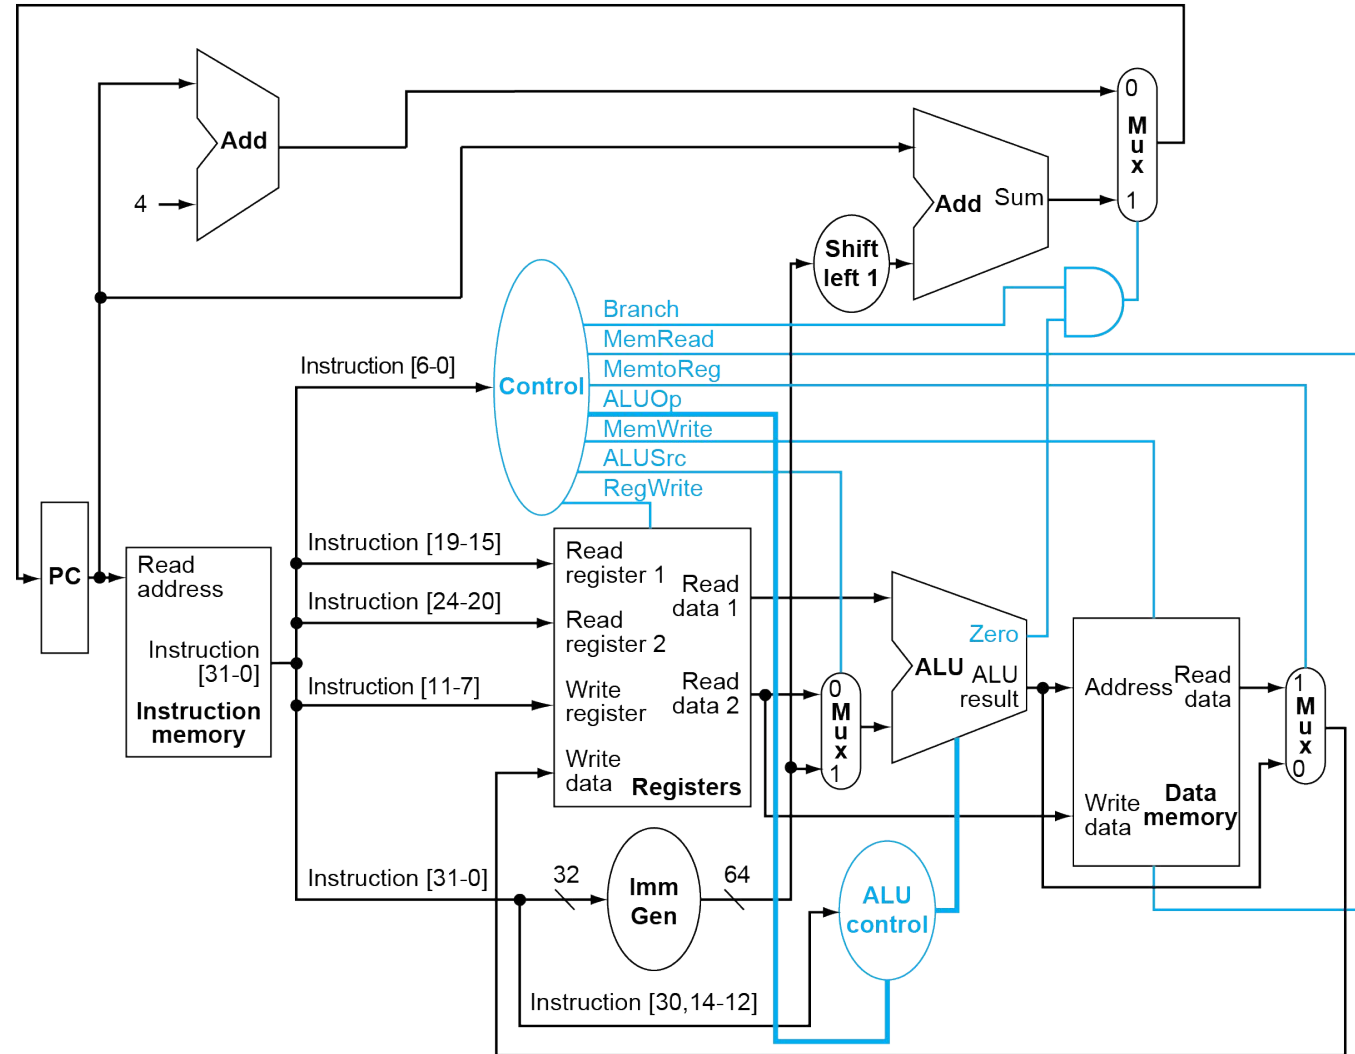 0
M
u
x
1
Add
4
Add Sum
Shift
left 1
Branch
MemRead
MemtoReg
ALUOp
MemWrite
ALUSrc
RegWrite
Instruction [6-0]
Control
PC
Read
address
Instruction
[31-0]
Instruction
memory
Instruction [19-15]
Instruction [24-20]
Instruction [11-7]
Instruction [31-0]
Read
register 1
Read
register 2
Write
register
Write
data
Read
data 1
Read
data 2
Registers
0
M
u
x
1
Zero
ALU
ALU
result
Address
Read
data
Write
data
Data
memory
1
M
u
x
0
32
Imm
Gen
64
ALU
control
Instruction [30,14-12]